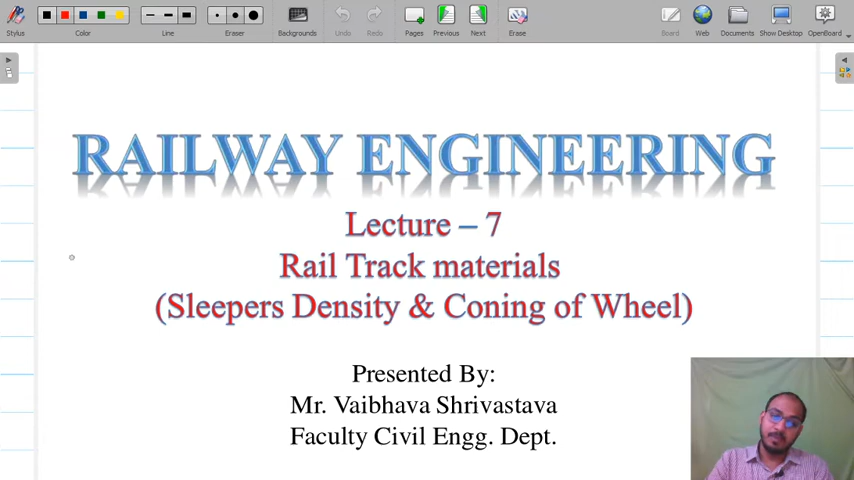 Stylus
Color
Line
Eraser
Backgrounds
Undo
Redo
Pages
Previous
Next
Erase
Board
Web
Documents
Show Desktop
OpenBoard
RAILWAY ENGINEERING
Lecture – 7
Rail Track materials
(Sleepers Density & Coning of Wheel)
Presented By:
Mr. Vaibhava Shrivastava
Faculty Civil Engg. Dept.